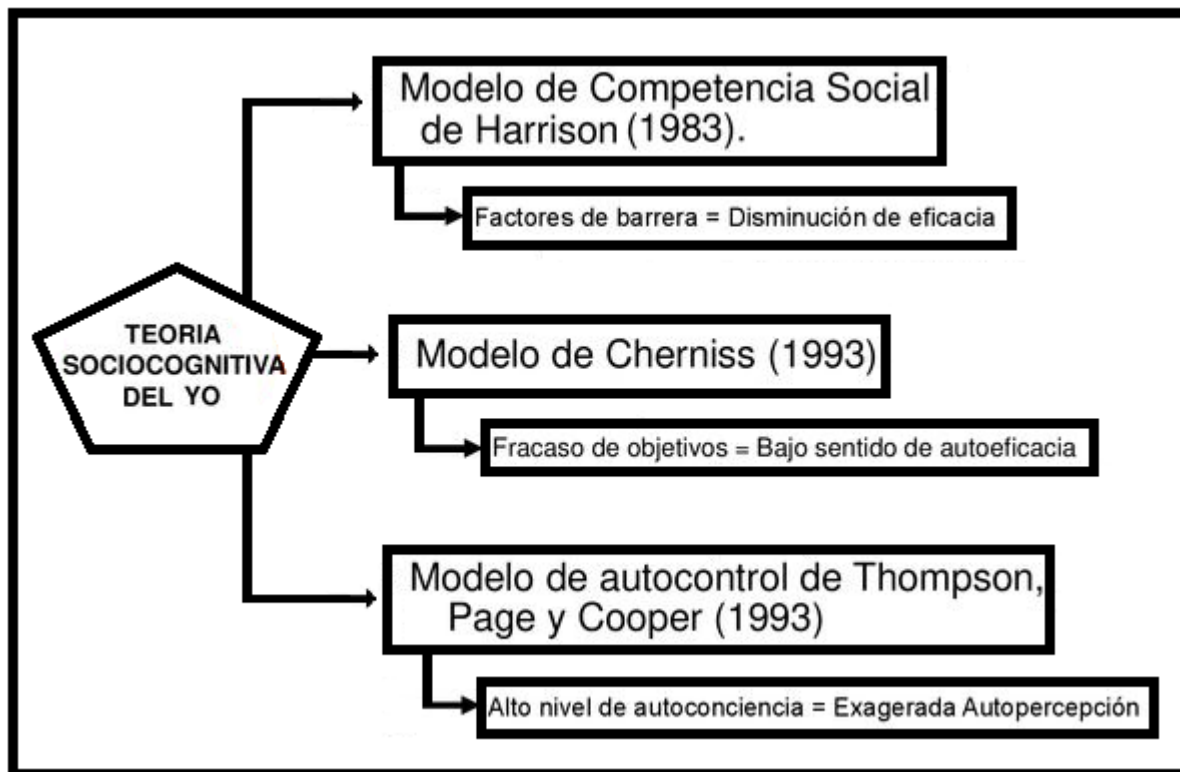 Modelo de Competencia Social
de Harrison (1983).
Factores de barrera = Disminución de eficacia
TEORIA
SOCIOCOGNITIVA
DEL YO
Modelo de Cherniss (1993)
Fracaso de objetivos = Bajo sentido de autoeficacia
Modelo de autocontrol de Thompson,
Page y Cooper (1993)
Alto nivel de autoconciencia = Exagerada Autopercepción